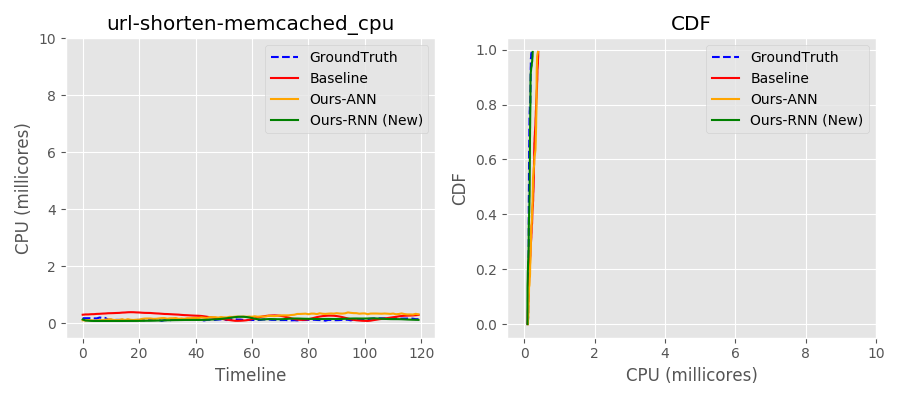 url-shorten-memcached_cpu
CPU (millicores)
10
8
6
4
2
0
0 20 40 60 80 100 120
Timeline
GroundTruth
Baseline
Ours-ANN
Ours-RNN (New)
CDF
CDF
1.0
0.8
0.6
0.4
0.2
0.0
0 2 4 6 8 10
CPU (millicores)
GroundTruth
Baseline
Ours-ANN
Ours-RNN (New)